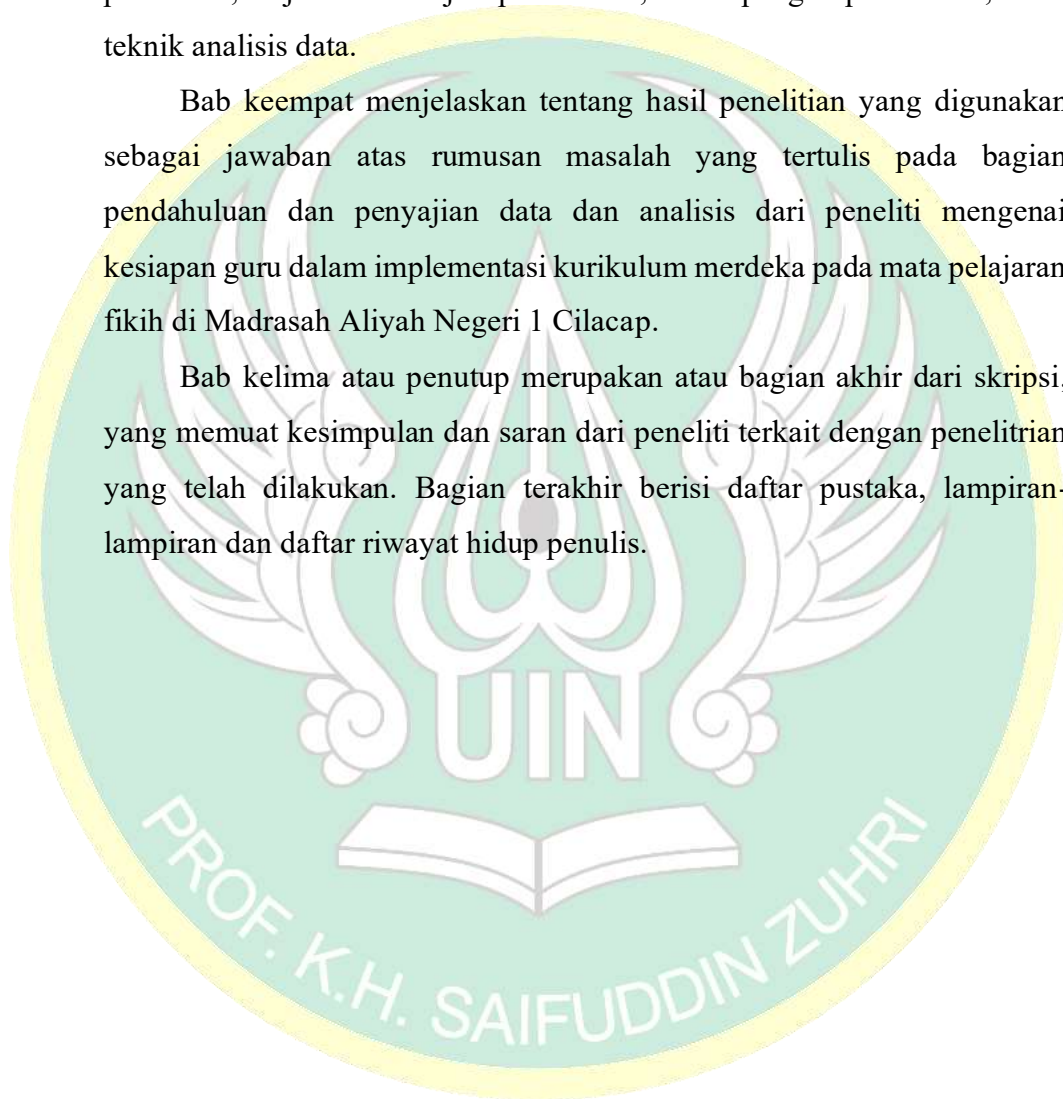 teknik analisis data.
Bab keempat menjelaskan tentang hasil penelitian yang digunakan
sebagai jawaban atas rumusan masalah yang tertulis pada bagian
pendahuluan dan penyajian data dan analisis dari peneliti mengenai
kesiapan guru dalam implementasi kurikulum merdeka pada mata pelajaran
fikih di Madrasah Aliyah Negeri 1 Cilacap.
Bab kelima atau penutup merupakan atau bagian akhir dari skripsi,
yang memuat kesimpulan dan saran dari peneliti terkait dengan penelitrian
yang telah dilakukan. Bagian terakhir berisi daftar pustaka, lampiran-
lampiran dan daftar riwayat hidup penulis.
UIN
PROF. K.H. SAIFUDDIN ZUHRI